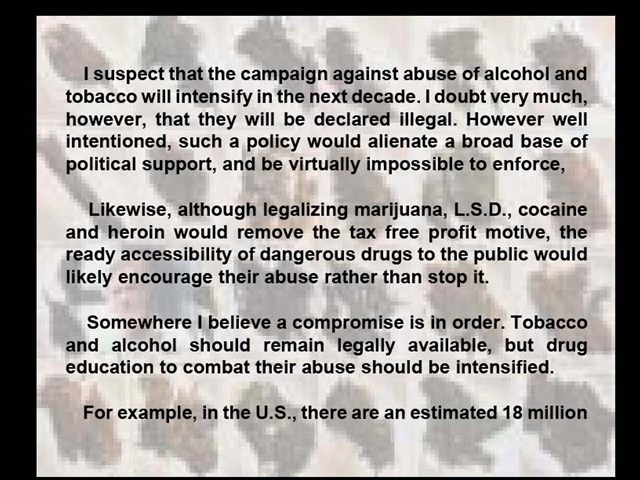 I suspect that the campaign against abuse of alcohol and
tobacco will intensify in the next decade. I doubt very much,
however, that they will be declared illegal. However well
intentioned, such a policy would alienate a broad base of
political support, and be virtually impossible to enforce,
Likewise, although legalizing marijuana, L.S.D., cocaine
and heroin would remove the tax free profit motive, the
ready accessibility of dangerous drugs to the public would
likely encourage their abuse rather than stop it.
Somewhere I believe a compromise is in order. Tobacco
and alcohol should remain legally available, but drug
education to combat their abuse should be intensified.
For example, in the U.S., there are an estimated 18 million